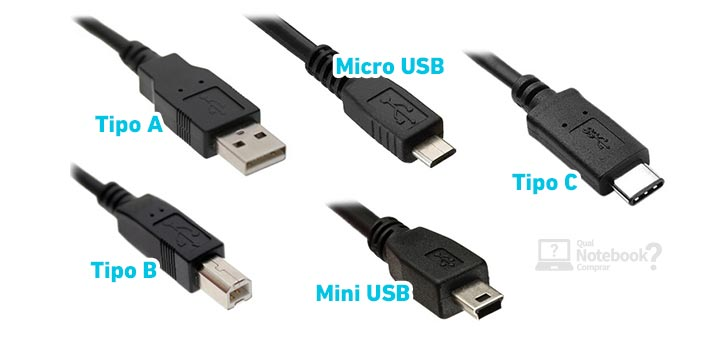 Micro USB
Tipo A
Tipo C
Tipo B
Mini USB
?
Qual
Notebook?
Comprar